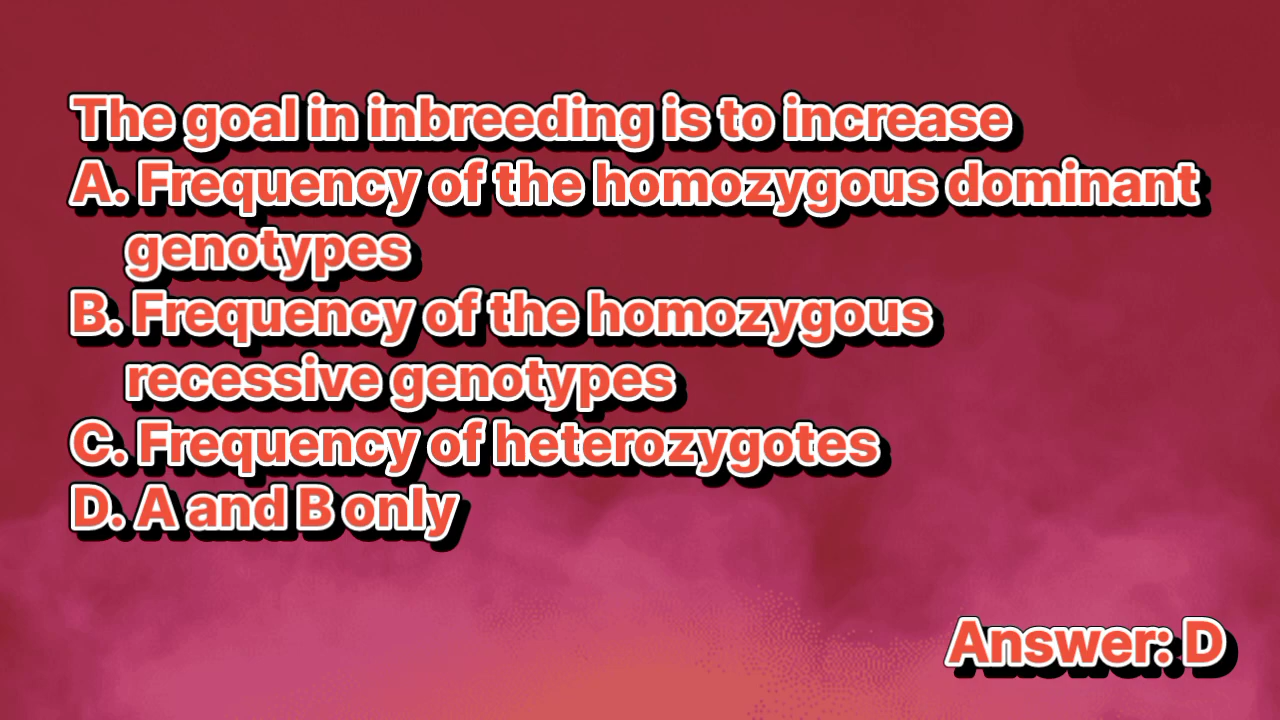 The goal in inbreeding is to increase
A. Frequency of the homozygous dominant
genotypes
B. Frequency of the homozygous
recessive genotypes
C. Frequency of heterozygotes
D. A and B only
Answer: D